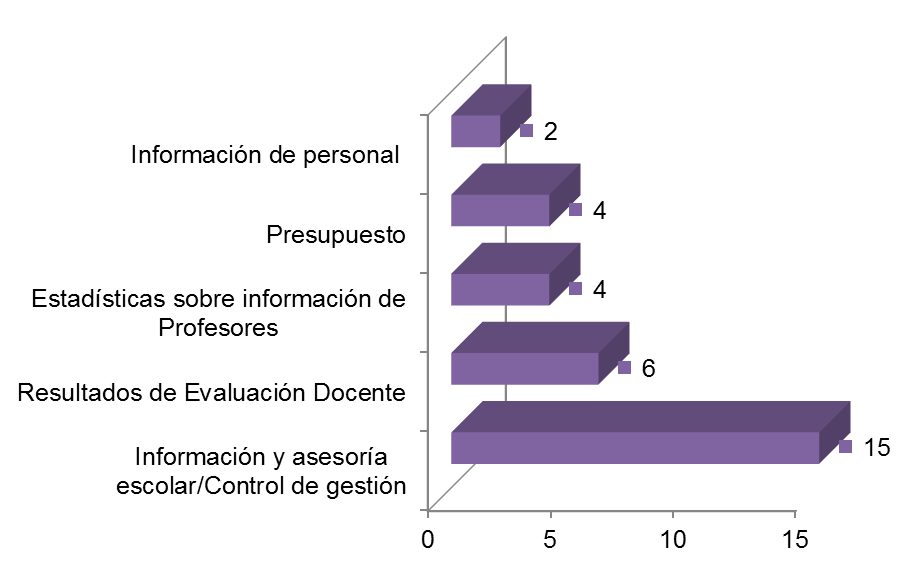 2
Información de personal
4
Presupuesto
4
Estadísticas sobre información de
Profesores
6
Resultados de Evaluación Docente
15
Información y asesoría
escolar/Control de gestión
0 5 10 15